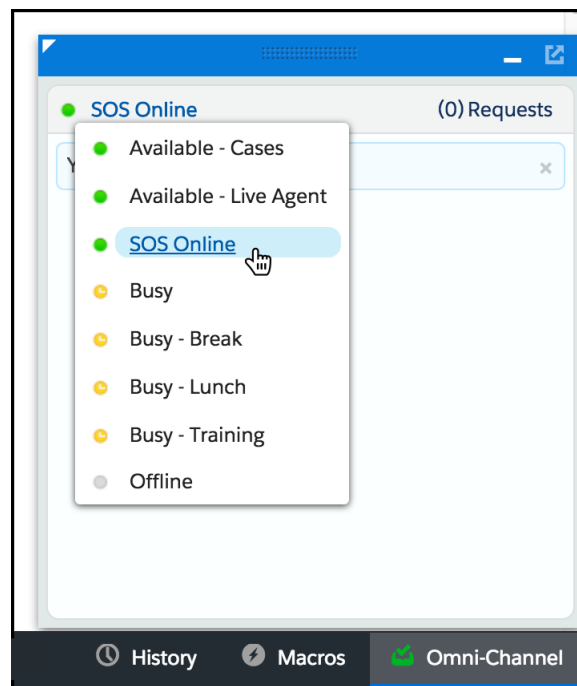 SOS Online (0) Requests
Available - Cases
Available - Live Agent
SOS Online
Busy
Busy - Break
Busy - Lunch
Busy - Training
Offline
History Macros Omni-Channel